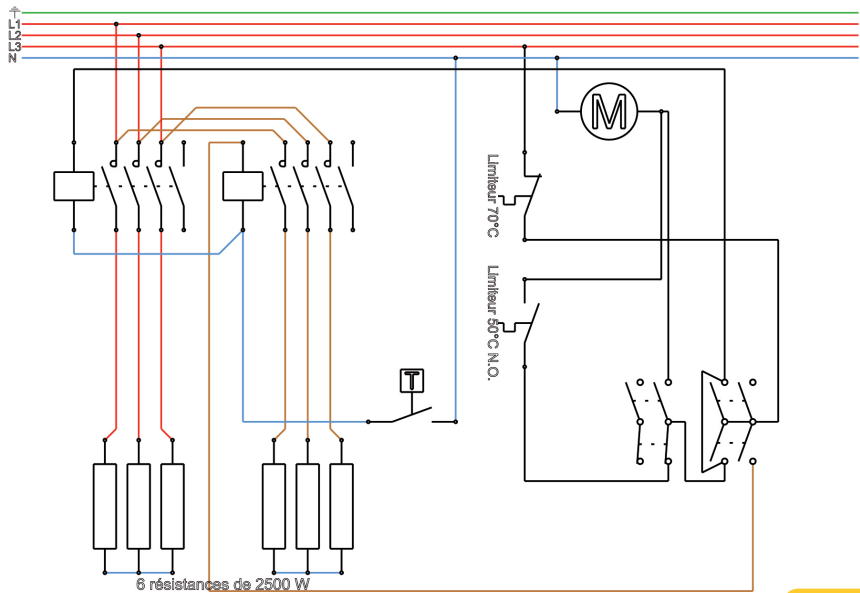 L1
L2
L3
N
M
Limiteur 70°C
Limiteur 50°C N.O.
T
6 résistances de 2500 W